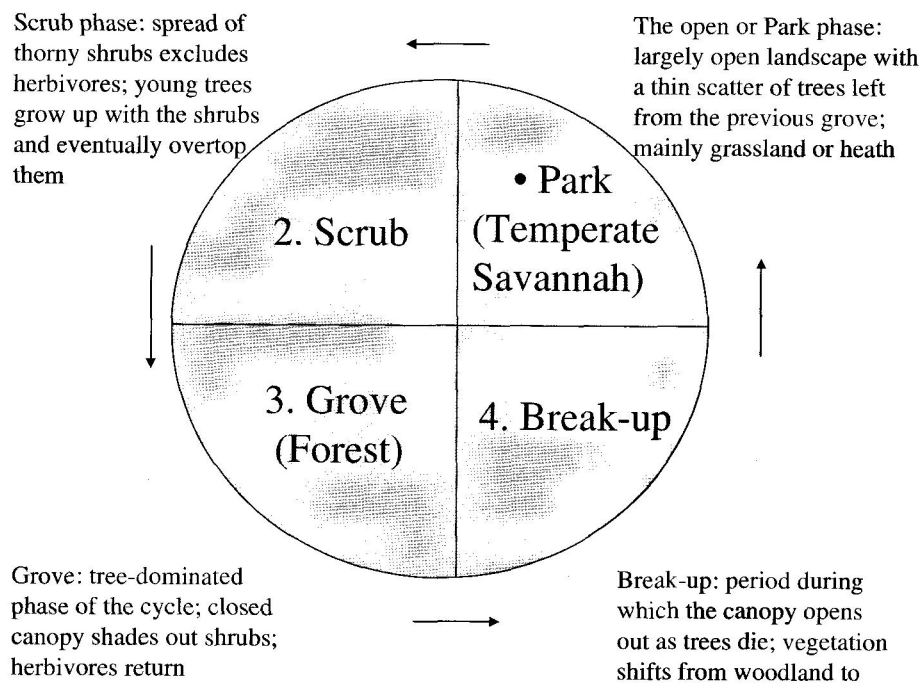 Scrub phase: spread of
thorny shrubs excludes
herbivores; young trees
grow up with the shrubs
and eventually overtop
them
The open or Park phase:
largely open landscape with
a thin scatter of trees left
from the previous grove;
mainly grassland or heath
2. Scrub
• Park
(Temperate
Savannah)
3. Grove
(Forest)
4. Break-up
Grove: tree-dominated
phase of the cycle; closed
canopy shades out shrubs;
herbivores return
Break-up: period during
which the canopy opens
out as trees die; vegetation
shifts from woodland to